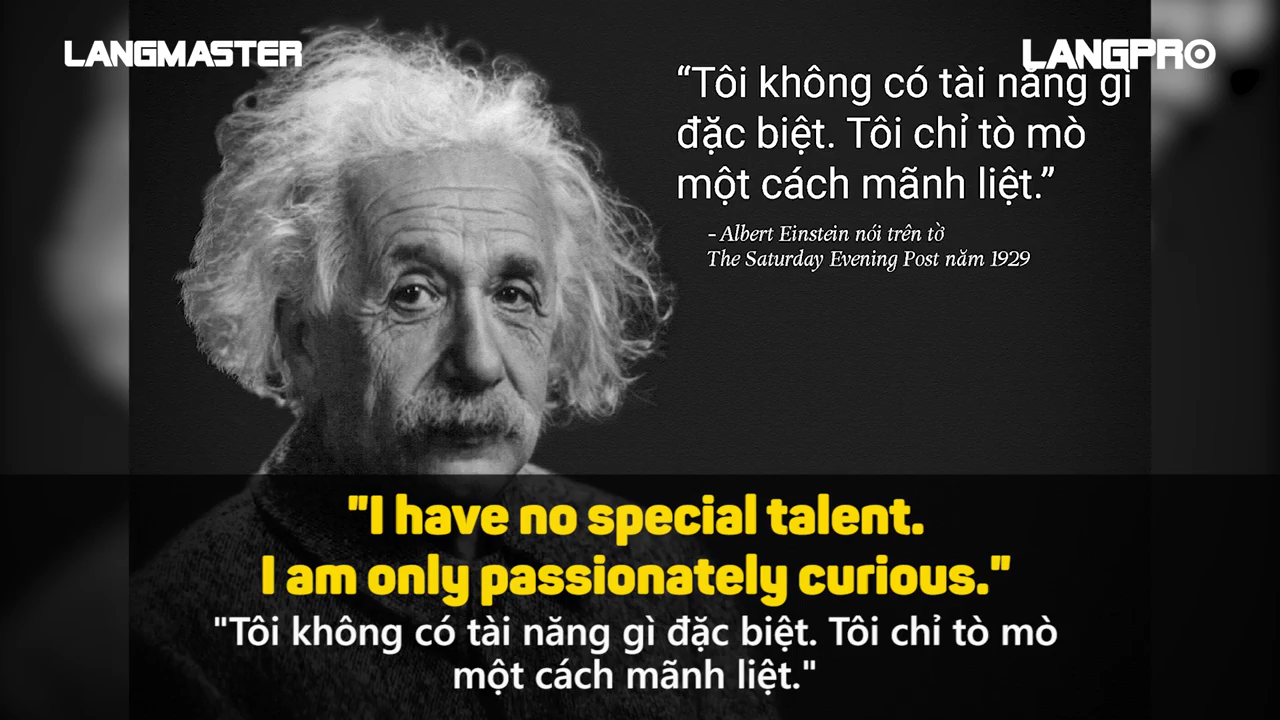 LANGMASTER
LANGPRO
“Tôi không có tài năng gì
đặc biệt. Tôi chỉ tò mò
một cách mãnh liệt.”
– Albert Einstein nói trên tờ
The Saturday Evening Post năm 1929
"I have no special talent.
I am only passionately curious."
"Tôi không có tài năng gì đặc biệt. Tôi chỉ tò mò
một cách mãnh liệt."